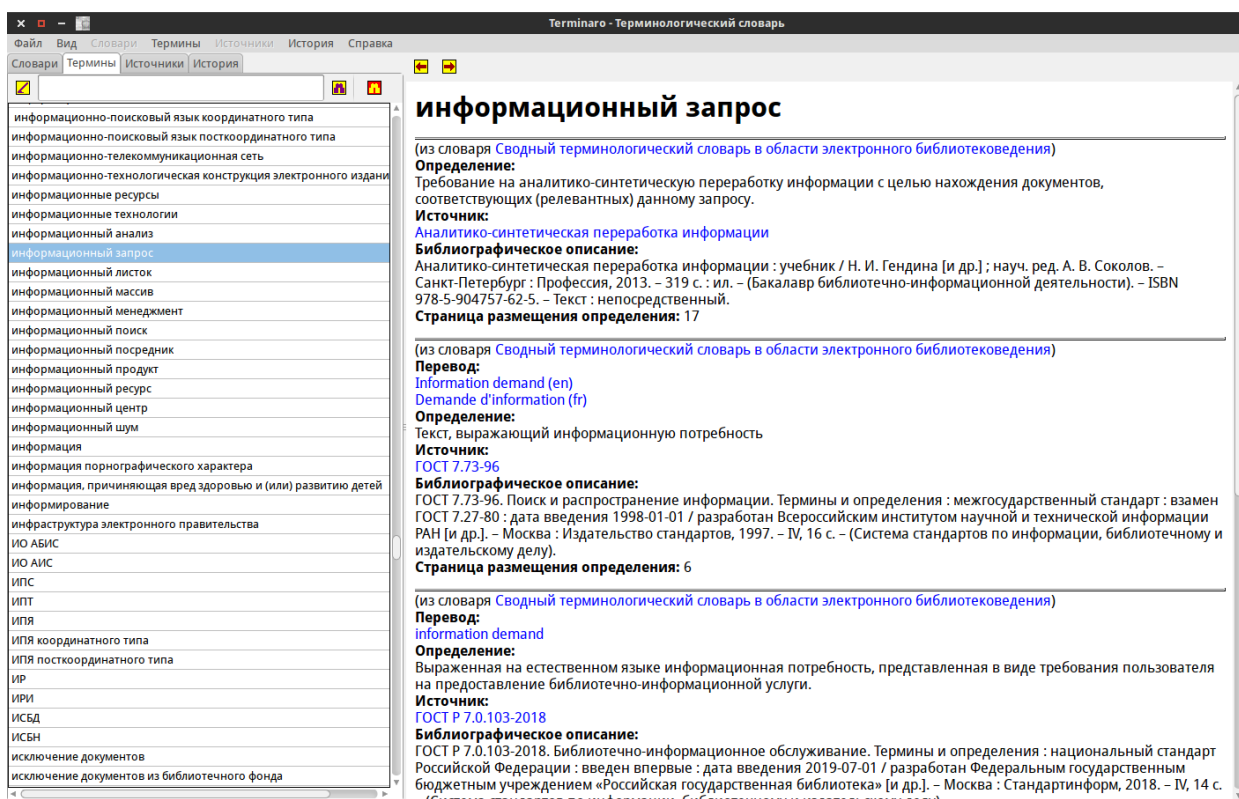 Terminaro - Терминологический словарь
Файл Вид Словари Термины Источники История Справка
Словари Термины Источники История
информационно-поисковый язык координатного типа
информационно-поисковый язык посткоординатного типа
информационно-телекоммуникационная сеть
информационно-технологическая конструкция электронного издани
информационные ресурсы
информационные технологии
информационный анализ
информационный запрос
информационный листок
информационный массив
информационный менеджмент
информационный поиск
информационный посредник
информационный продукт
информационный ресурс
информационный центр
информационный шум
информация
информация порнографического характера
информация, причиняющая вред здоровью и (или) развитию детей
информирование
инфраструктура электронного правительства
ИО АБИС
ИО АИС
ИПС
ИПТ
ИПЯ
ИПЯ координатного типа
ИПЯ посткоординатного типа
ИР
ИРИ
ИСБД
ИСБН
исключение документов
исключение документов из библиотечного фонда
информационный запрос
(из словаря Сводный терминологический словарь в области электронного библиотековедения)
Определение:
Требование на аналитико-синтетическую переработку информации с целью нахождения документов,
соответствующих (релевантных) данному запросу.
Источник:
Аналитико-синтетическая переработка информации
Библиографическое описание:
Аналитико-синтетическая переработка информации : учебник / Н. И. Гендина [и др.] ; науч. ред. А. В. Соколов. –
Санкт-Петербург : Профессия, 2013. – 319 с. : ил. – (Бакалавр библиотечно-информационной деятельности). – ISBN
978-5-904757-62-5. – Текст : непосредственный.
Страница размещения определения: 17
(из словаря Сводный терминологический словарь в области электронного библиотековедения)
Перевод:
Information demand (en)
Demande d'information (fr)
Определение:
Текст, выражающий информационную потребность
Источник:
ГОСТ 7.73-96
Библиографическое описание:
ГОСТ 7.73-96. Поиск и распространение информации. Термины и определения : межгосударственный стандарт : взамен
ГОСТ 7.27-80 : дата введения 1998-01-01 / разработан Всероссийским институтом научной и технической информации
РАН [и др.]. – Москва : Издательство стандартов, 1997. – IV, 16 с. – (Система стандартов по информации, библиотечному и
издательскому делу).
Страница размещения определения: 6
(из словаря Сводный терминологический словарь в области электронного библиотековедения)
Перевод:
information demand
Определение:
Выраженная на естественном языке информационная потребность, представленная в виде требования пользователя
на предоставление библиотечно-информационной услуги.
Источник:
ГОСТ Р 7.0.103-2018
Библиографическое описание:
ГОСТ Р 7.0.103-2018. Библиотечно-информационное обслуживание. Термины и определения : национальный стандарт
Российской Федерации : введен впервые : дата введения 2019-07-01 / разработан Федеральным государственным
бюджетным учреждением «Российская государственная библиотека» [и др.]. – Москва : Стандартинформ, 2018. – IV, 14 с.